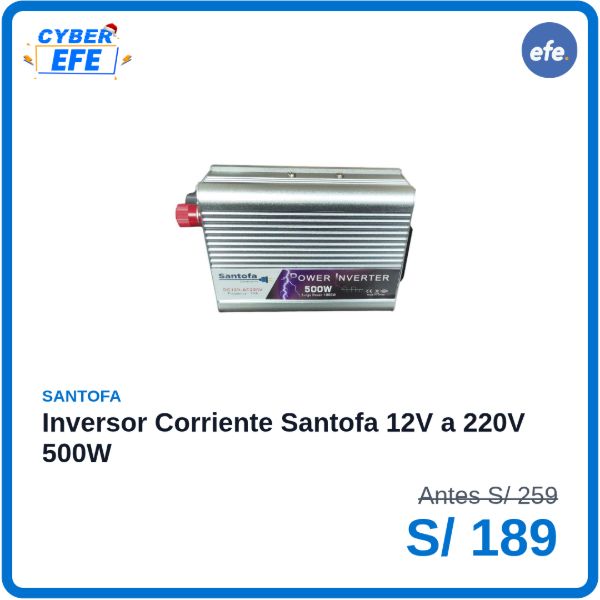 CYBER
EFE
efe.
Santofa
POWER INVERTER
500W
SANTOFA
Inversor Corriente Santofa 12V a 220V
500W
Antes S/ 259
S/ 189